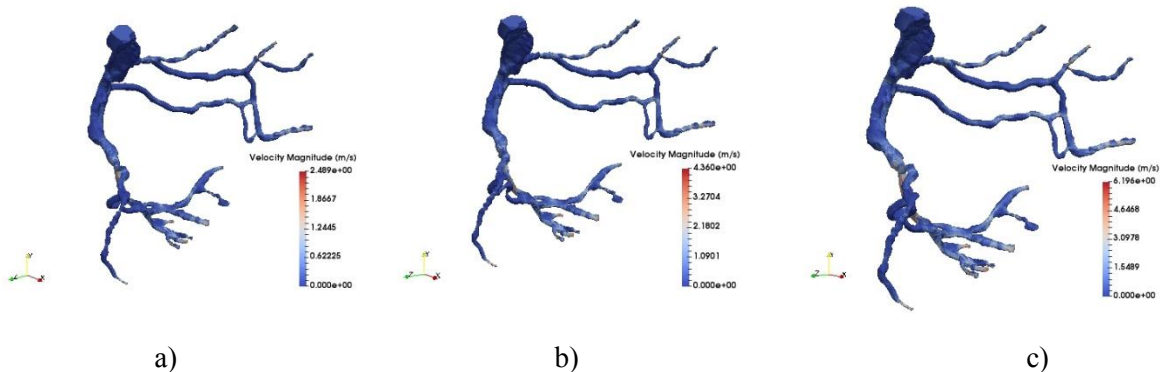 Velocity Magnitude (m/s)
2.489e+00
1.8667
1.2445
0.62225
0.000e+00
Y
Z
X
a)
Velocity Magnitude (m/s)
4.360e+00
3.2704
2.1802
1.0901
0.000e+00
Y
Z
X
b)
Velocity Magnitude (m/s)
6.196e+00
4.6468
3.0978
1.5489
0.000e+00
Y
Z
X
c)